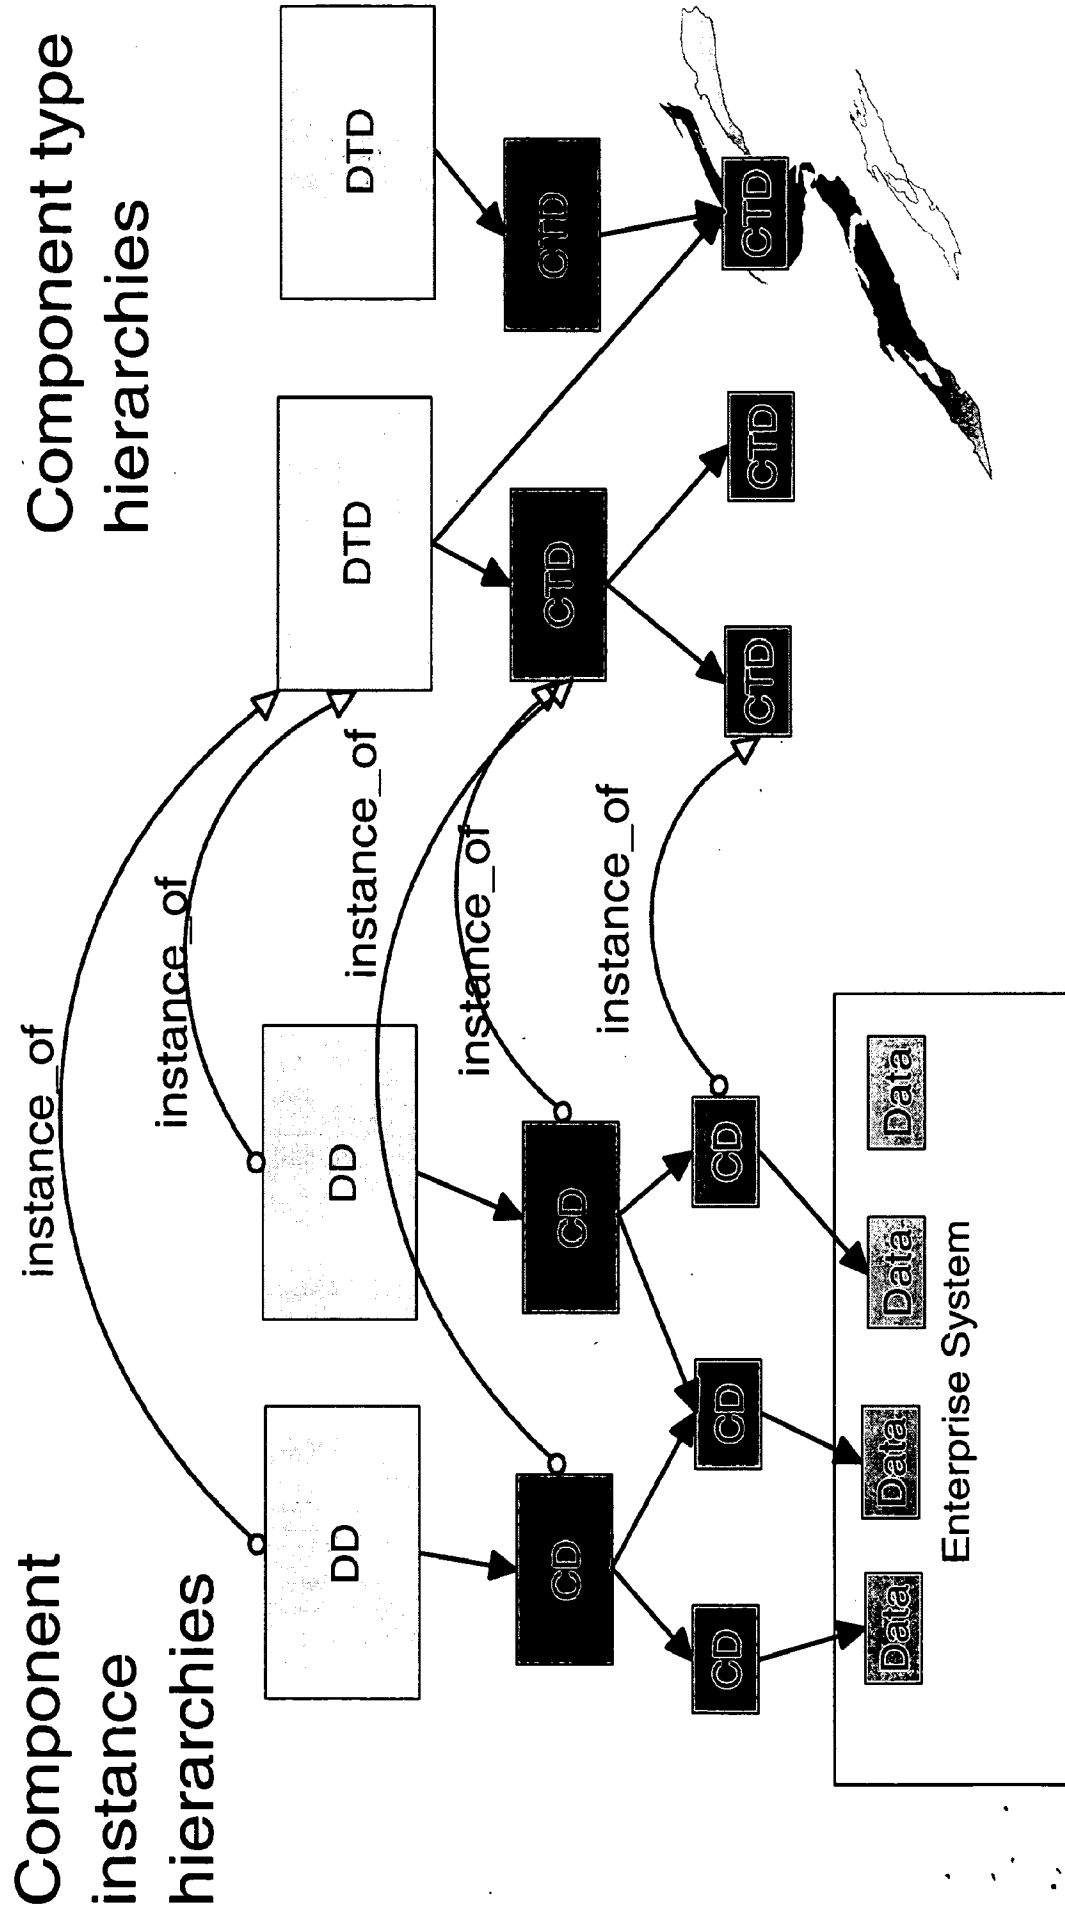 Component
instance
hierarchies
Component type
hierarchies
instance_of
instance_of
instance_of
instance_of
instance_of
DD
DD
DTD
DTD
CD
CD
CTD
CTD
CD
CD
CD
CTD
CTD
CTD
Data
Data
Data
Data
Enterprise System